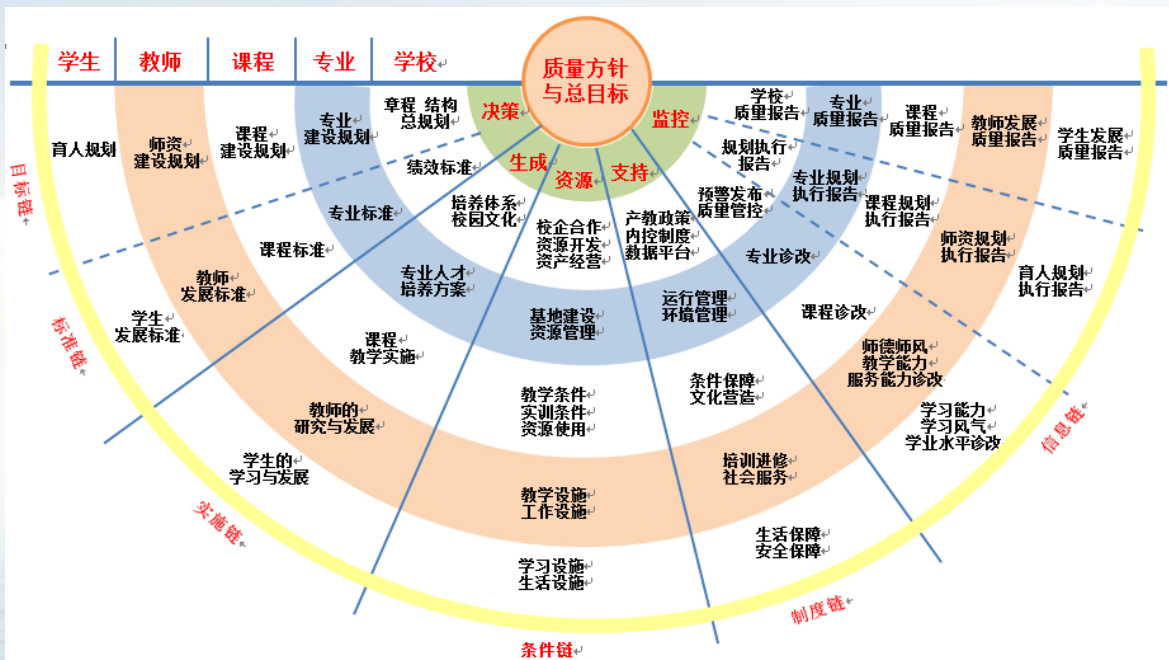 学生
教师
课程
专业
学校
质量方针
与总目标
决策
生成
资源
支持
监控
章程 结构
总规划
专业
建设规划
课程
建设规划
师资
建设规划
育人规划
目标链
绩效标准
专业标准
课程标准
教师
发展标准
学生
发展标准
标准链
培养体系
校园文化
专业人才
培养方案
课程
教学实施
教师的
研究与发展
学生的
学习与发展
实施链
校企合作
资源开发
资产经营
基地建设
资源管理
教学条件
实训条件
资源使用
教学设施
工作设施
学习设施
生活设施
条件链
产教政策
内控制度
数据平台
运行管理
环境管理
条件保障
文化营造
培训进修
社会服务
生活保障
安全保障
制度链
预警发布
质量管控
专业诊改
课程诊改
师德师风
教学能力
服务能力诊改
学习能力
学习风气
学业水平诊改
信息链
规划执行
报告
专业规划
执行报告
课程规划
执行报告
师资规划
执行报告
育人规划
执行报告
学校
质量报告
专业
质量报告
课程
质量报告
教师发展
质量报告
学生发展
质量报告